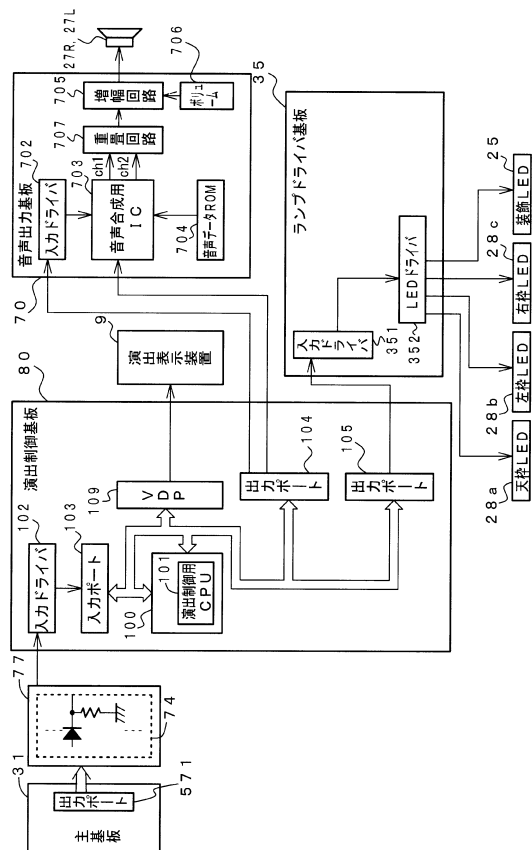 31
主基板
出力ポート
571
77
74
80
演出制御基板
102
入力ドライバ
103
入力ポート
100
101
演出制御用
CPU
109
VDP
104
出力ポート
105
出力ポート
9
演出表示装置
70
音声出力基板
702
入力ドライバ
703
音声合成用
IC
704
音声データROM
ch1
ch2
707
重畳回路
705
増幅回路
706
ボリューム
27R, 27L
35
ランプドライバ基板
入力ドライバ
351
LEDドライバ
352
28a
天枠LED
28b
左枠LED
28c
右枠LED
25
装飾LED